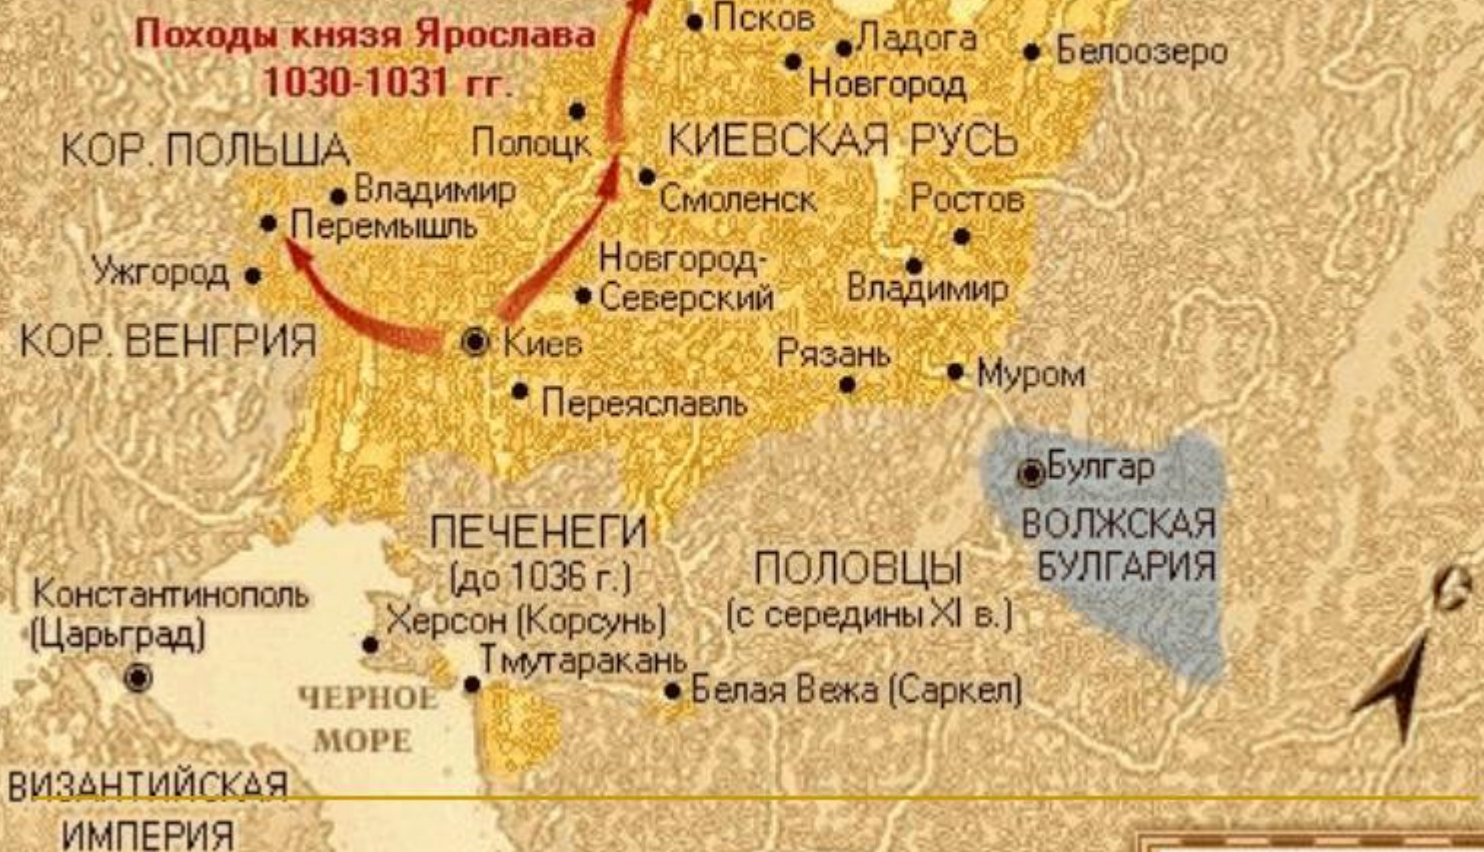 Походы князя Ярослава
1030-1031 гг.
Псков
Ладога
Белоозеро
Новгород
Полоцк
КИЕВСКАЯ РУСЬ
КОР. ПОЛЬША
Владимир
Перемышль
Смоленск
Ростов
Ужгород
Новгород-
Северский
Владимир
КОР. ВЕНГРИЯ
Киев
Рязань
Муром
Переяславль
Булгар
ВОЛЖСКАЯ
БУЛГАРИЯ
ПЕЧЕНЕГИ
(до 1036 г.)
ПОЛОВЦЫ
(с середины XI в.)
Константинополь
(Царьград)
Херсон (Корсунь)
Тмутаракань
Белая Вежа (Саркел)
ЧЕРНОЕ
МОРЕ
ВИЗАНТИЙСКАЯ
ИМПЕРИЯ
С